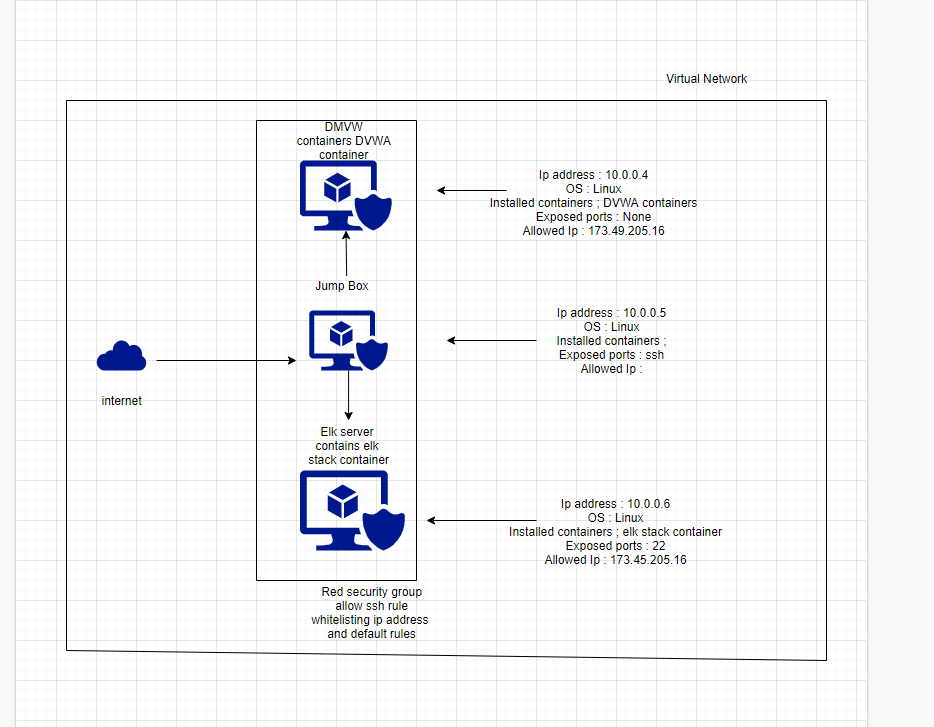 Virtual Network
DMVW
containers DVWA
container
Ip address : 10.0.0.4
OS : Linux
Installed containers ; DVWA containers
Exposed ports : None
Allowed Ip : 173.49.205.16
Jump Box
Ip address : 10.0.0.5
OS : Linux
Installed containers ;
Exposed ports : ssh
Allowed Ip :
internet
Elk server
contains elk
stack container
Ip address : 10.0.0.6
OS : Linux
Installed containers ; elk stack container
Exposed ports : 22
Allowed Ip : 173.45.205.16
Red security group
allow ssh rule
whitelisting ip address
and default rules